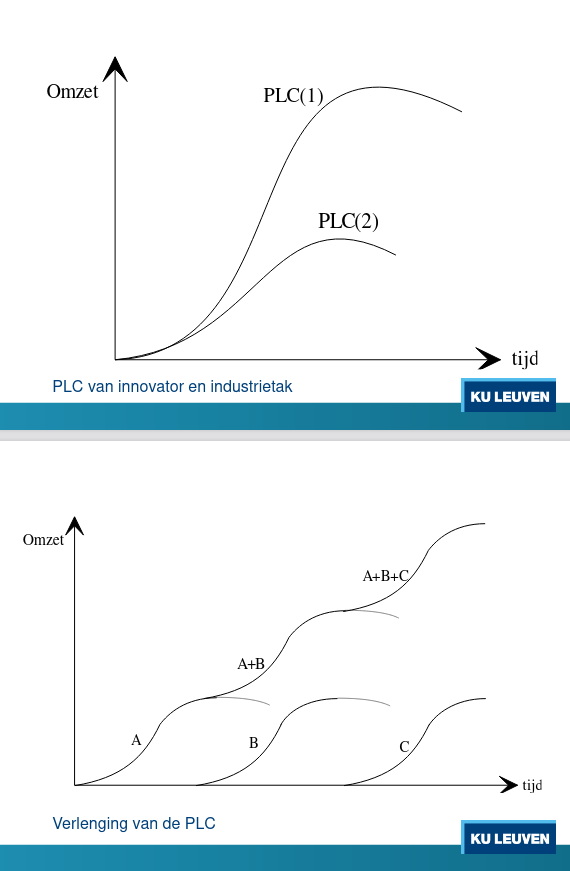 Omzet
PLC(1)
PLC(2)
tijd
PLC van innovator en industrietak
KU LEUVEN
Omzet
A+B+C
A+B
A
B
C
tijd
Verlenging van de PLC
KU LEUVEN